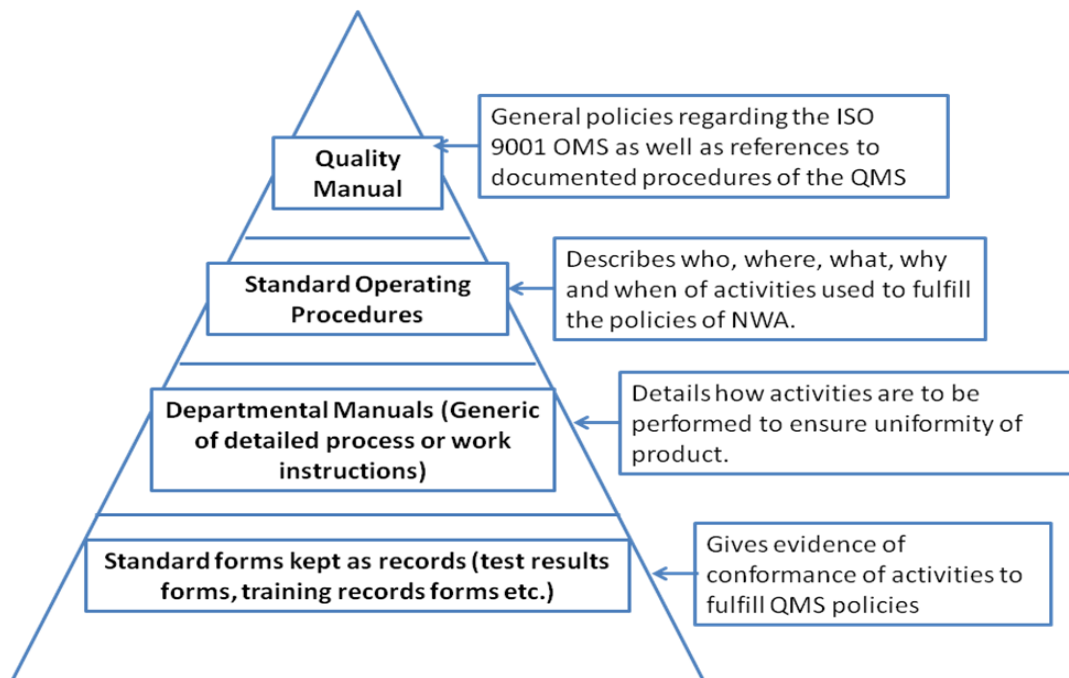 General policies regarding the ISO
9001 OMS as well as references to
documented procedures of the QMS
Quality
Manual
Describes who, where, what, why
and when of activities used to fulfill
the policies of NWA.
Standard Operating
Procedures
Details how activities are to be
performed to ensure uniformity of
product.
Departmental Manuals (Generic
of detailed process or work
instructions)
Gives evidence of
conformance of activities to
fulfill QMS policies
Standard forms kept as records (test results
forms, training records forms etc.)